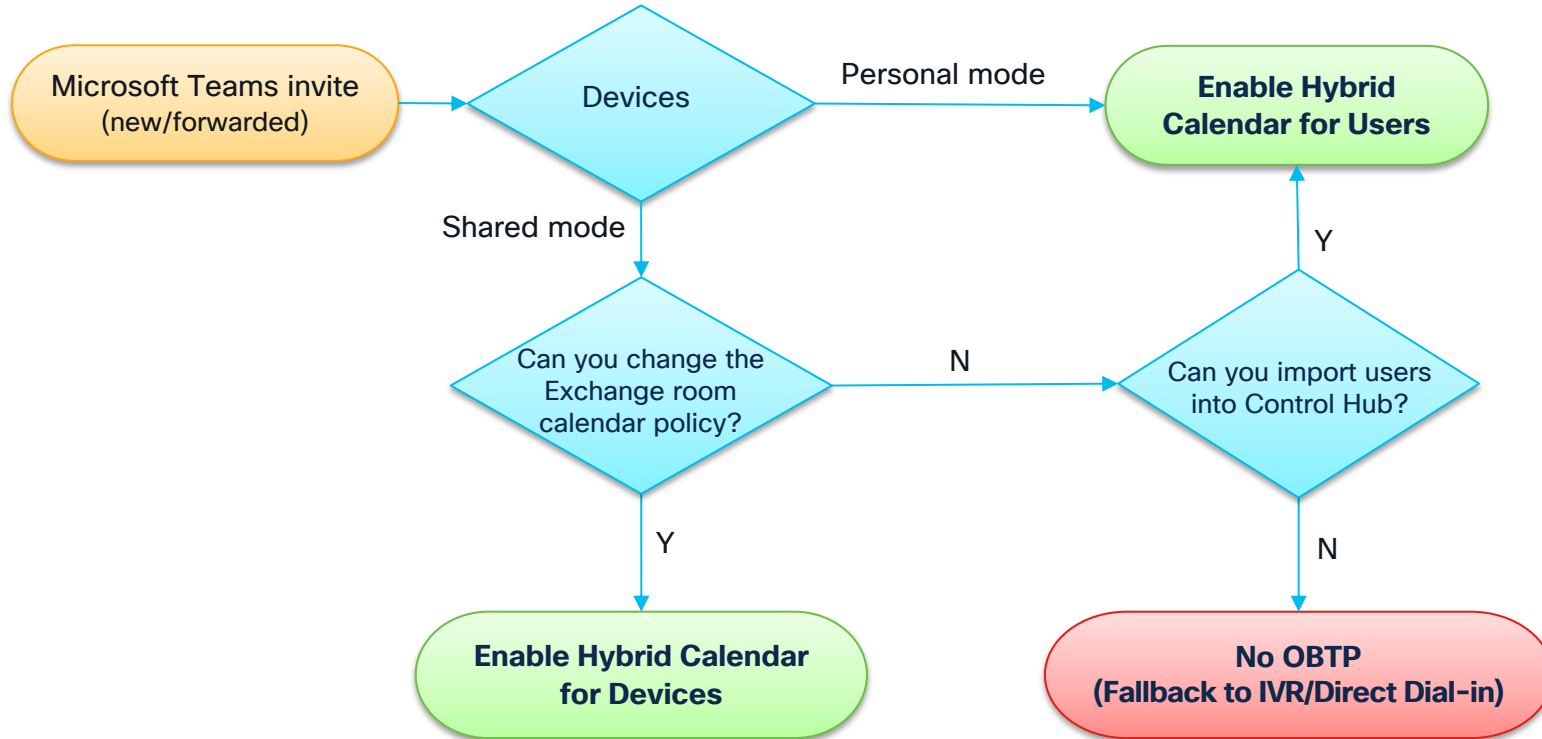 Microsoft Teams invite
(new/forwarded)
Devices
Personal mode
Enable Hybrid
Calendar for Users
Shared mode
Y
Can you change the
Exchange room
calendar policy?
N
Can you import users
into Control Hub?
Y
N
Enable Hybrid Calendar
for Devices
No OBTP
(Fallback to IVR/Direct Dial-in)